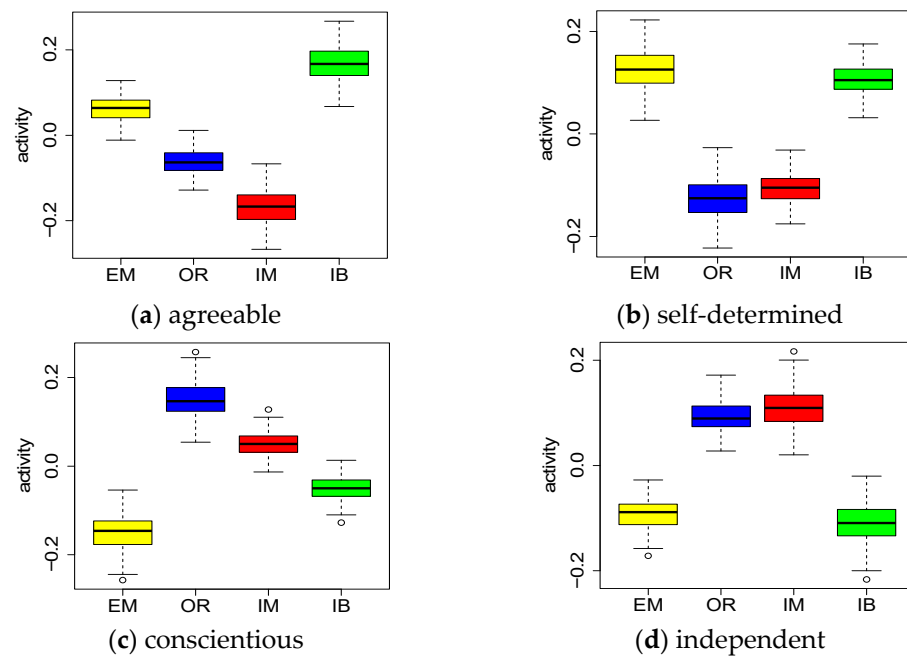 activity
0.2
0.0
-0.2
EM OR IM IB
(a) agreeable
activity
0.2
0.0
−0.2
EM OR IM IB
(b) self-determined
activity
0.2
0.0
-0.2
EM OR IM IB
(c) conscientious
activity
0.2
0.0
-0.2
EM OR IM IB
(d) independent